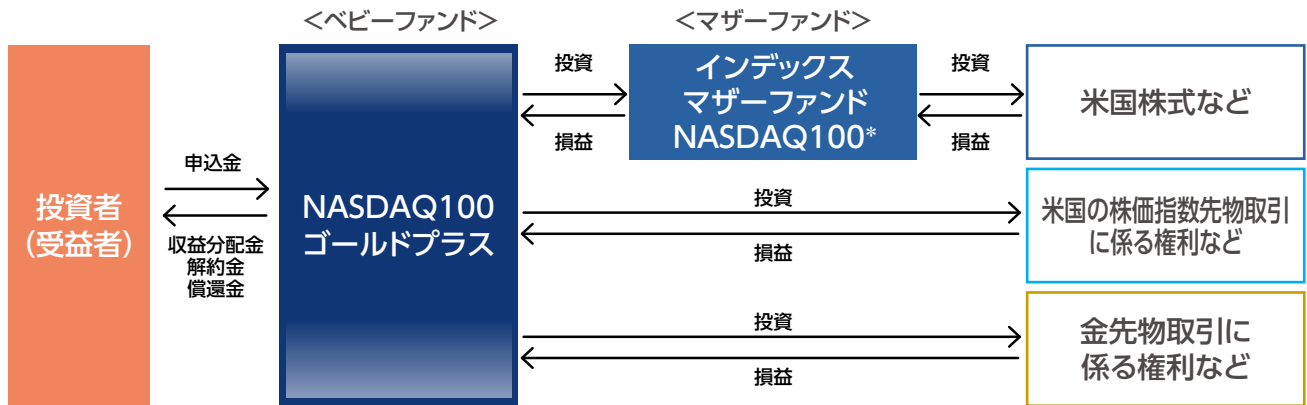 ＜ベビーファンド＞
＜マザーファンド＞
投資者
（受益者）
申込金
収益分配金
解約金
償還金
NASDAQ100
ゴールドプラス
投資
損益
インデックス
マザーファンド
NASDAQ100*
投資
損益
米国株式など
投資
損益
米国の株価指数先物取引
に係る権利など
投資
損益
金先物取引に
係る権利など